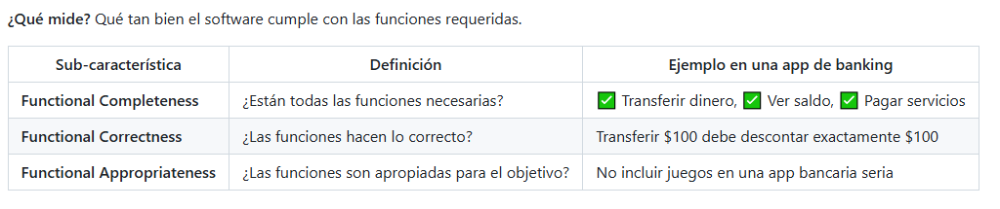 ¿Qué mide? Qué tan bien el software cumple con las funciones requeridas.
Sub-característica Definición Ejemplo en una app de banking
Functional Completeness ¿Están todas las funciones necesarias? ✅ Transferir dinero, ✅ Ver saldo, ✅ Pagar servicios
Functional Correctness ¿Las funciones hacen lo correcto? Transferir $100 debe descontar exactamente $100
Functional Appropriateness ¿Las funciones son apropiadas para el objetivo? No incluir juegos en una app bancaria seria